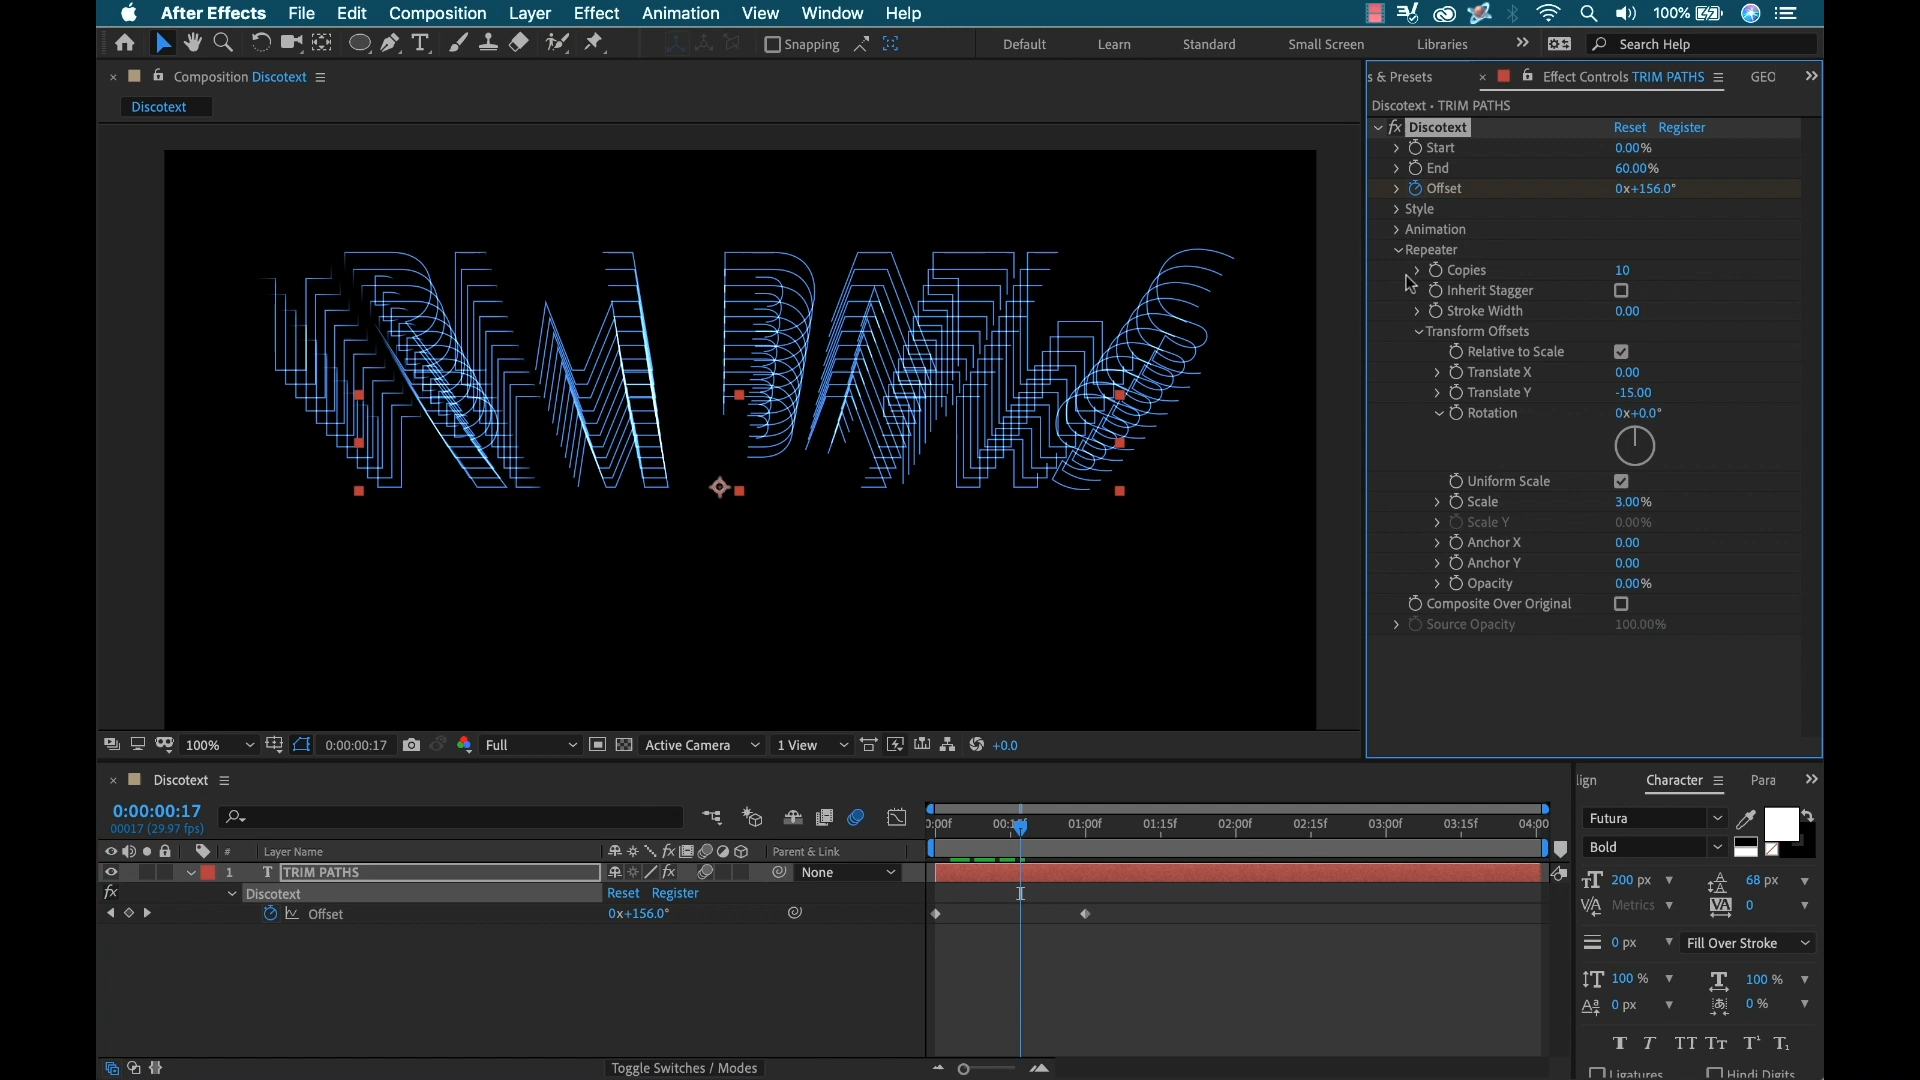 After Effects File Edit Composition Layer Effect Animation View Window Help 100%
Snapping Default Learn Standard Small Screen Libraries Search Help
Composition Discotext
Discotext
s & Presets Effect Controls TRIM PATHS GEO
Discotext • TRIM PATHS
fx Discotext Reset Register
Start 0.00%
End 60.00%
Offset 0x+156.0°
Style
Animation
Repeater
Copies 10
Inherit Stagger
Stroke Width 0.00
Transform Offsets
Relative to Scale
Translate X 0.00
Translate Y -15.00
Rotation 0x+0.0°
Uniform Scale
Scale 3.00%
Scale Y 0.00%
Anchor X 0.00
Anchor Y 0.00
Opacity 0.00%
Composite Over Original
Source Opacity 100.00%
100% 0:00:00:17 Full Active Camera 1 View +0.0
Discotext
0:00:00:17
00017 (29.97 fps)
01:00f 01:15f 02:00f 02:15f 03:00f 03:15f 04:00
# Layer Name fx Parent & Link
1 T TRIM PATHS fx None
fx Discotext Reset Register
Offset 0x+156.0°
Toggle Switches / Modes
lign Character Para
Futura
Bold
200 px 68 px
Metrics 0
0 px Fill Over Stroke
100 % 100 %
0 px 0 %
T T TT Tt T¹ T₁
Ligatures Hindi Digits